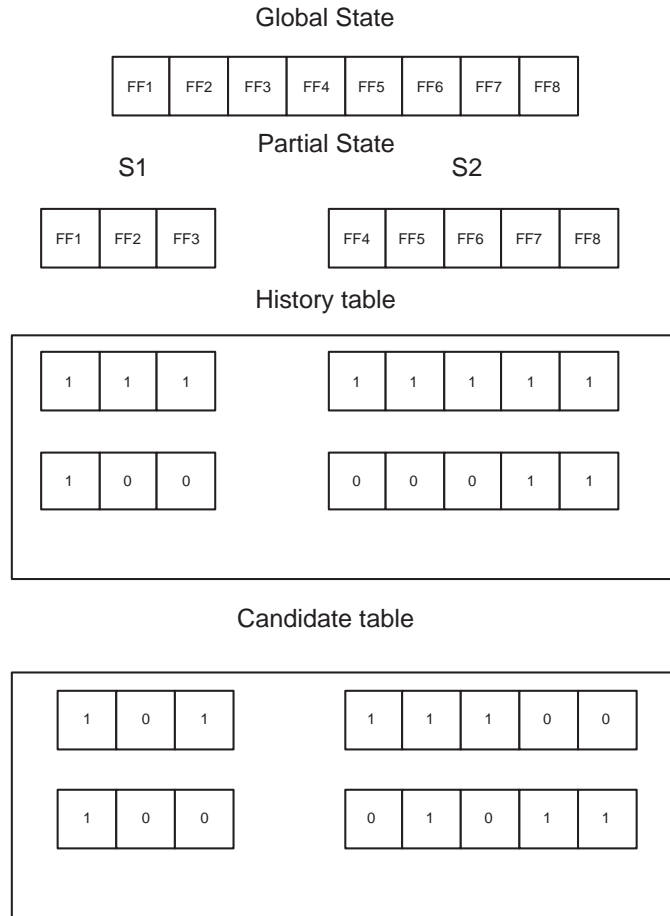 Global State
FF1 FF2 FF3 FF4 FF5 FF6 FF7 FF8
Partial State
S1 S2
FF1 FF2 FF3 FF4 FF5 FF6 FF7 FF8
History table
1 1 1 1 1 1 1 1
1 0 0 0 0 0 1 1
Candidate table
1 0 1 1 1 1 0 0
1 0 0 0 1 0 1 1